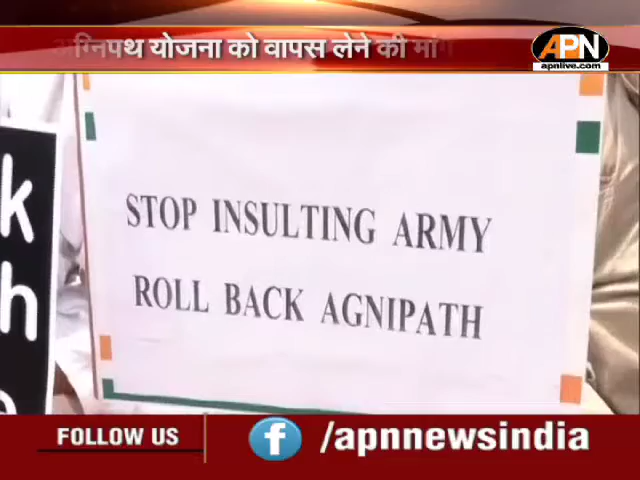 अग्निपथ योजना को वापस लेने की मांग
APN
apnlive.com
k
h
STOP INSULTING ARMY
ROLL BACK AGNIPATH
FOLLOW US
f /apnnewsindia